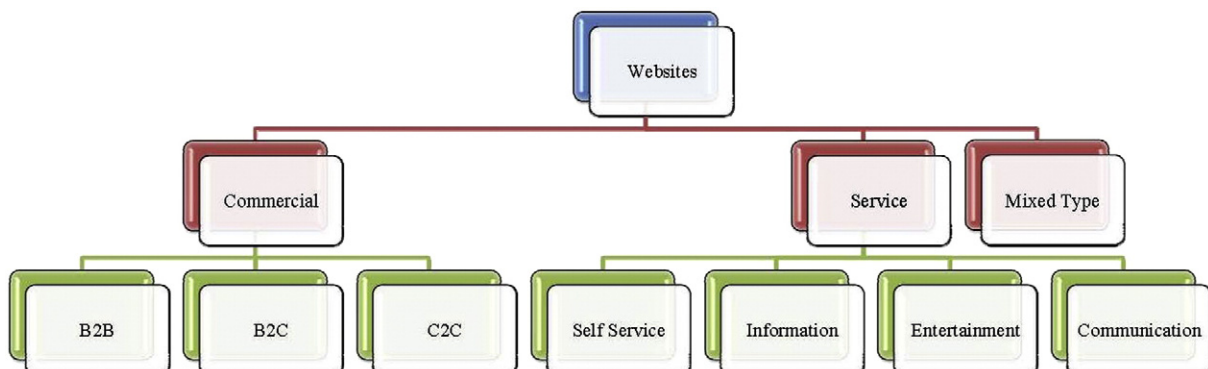 Websites
Commercial
Service
Mixed Type
B2B
B2C
C2C
Self Service
Information
Entertainment
Communication